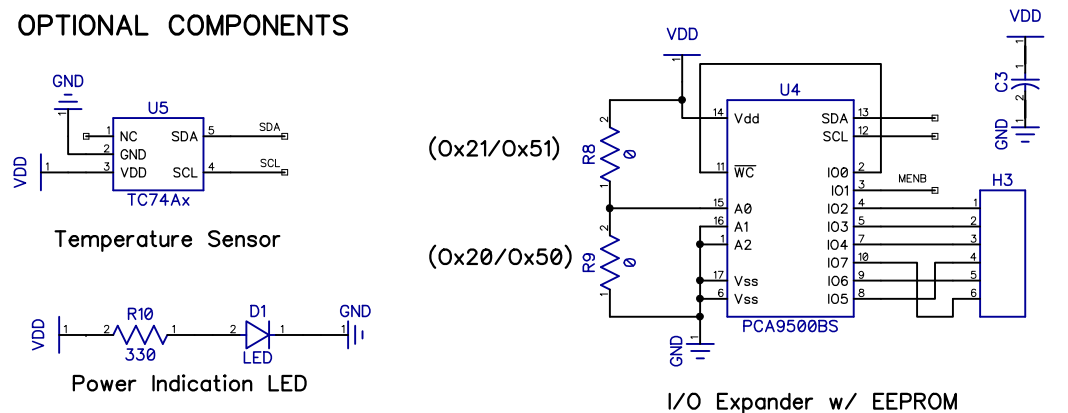 OPTIONAL COMPONENTS
GND
1
U5
1 NC SDA 5 SDA
2 GND
VDD 1 3 VDD SCL 4 SCL
TC74Ax
Temperature Sensor
VDD 1 2 R10 1 2 D1 1 GND
330 LED
Power Indication LED
VDD
1
U4
14 Vdd SDA 13
SCL 12
(0x21/0x51) 2 R8 0 1
11 WC IO0 2
IO1 3 MENB
15 A0 IO2 4 1
16 A1 IO3 5 2
1 A2 IO4 7 3
IO7 10 4
17 Vss IO6 9 5
6 Vss IO5 8 6
(0x20/0x50) 2 R9 0 1
PCA9500BS
H3
GND 1
I/O Expander w/ EEPROM
VDD
1
C3
2
GND 1